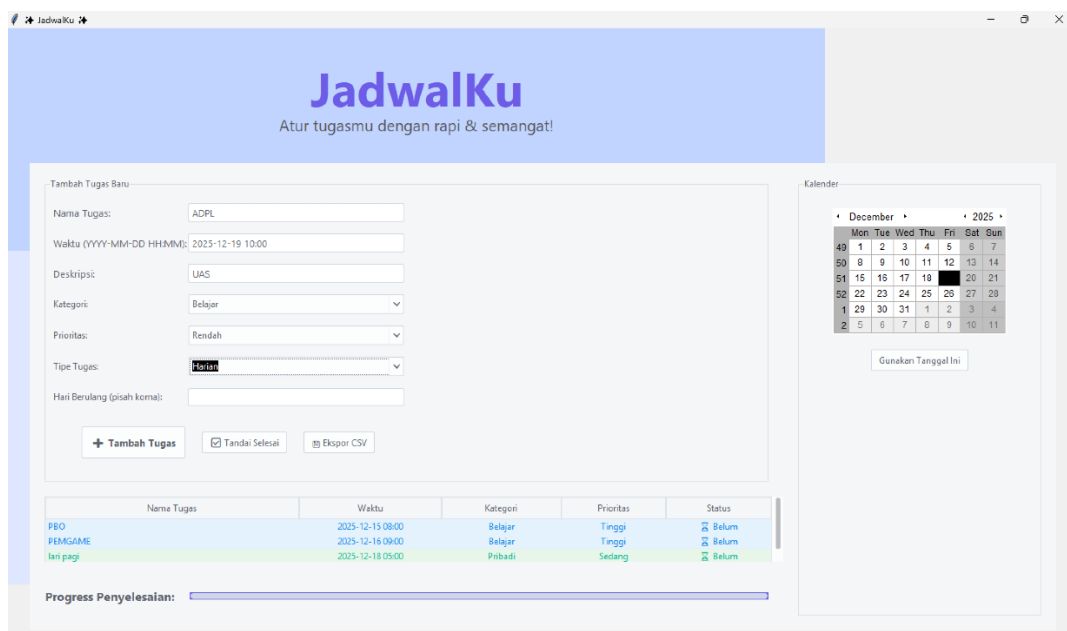 ✨ JadwalKu ✨
JadwalKu
Atur tugasmu dengan rapi & semangat!
Tambah Tugas Baru
Nama Tugas: ADPL
Waktu (YYYY-MM-DD HH:MM): 2025-12-19 10:00
Deskripsi: UAS
Kategori: Belajar
Prioritas: Rendah
Tipe Tugas: Harian
Hari Berulang (pisah koma):
➕ Tambah Tugas ☑ Tandai Selesai Ekspor CSV
Kalender
December 2025
Mon Tue Wed Thu Fri Sat Sun
49 1 2 3 4 5 6 7
50 8 9 10 11 12 13 14
51 15 16 17 18 20 21
52 22 23 24 25 26 27 28
1 29 30 31 1 2 3 4
2 5 6 7 8 9 10 11
Gunakan Tanggal Ini
Nama Tugas Waktu Kategori Prioritas Status
PBO 2025-12-15 08:00 Belajar Tinggi ⏳ Belum
PEMGAME 2025-12-16 09:00 Belajar Tinggi ⏳ Belum
lari pagi 2025-12-18 05:00 Pribadi Sedang ⏳ Belum
Progress Penyelesaian: